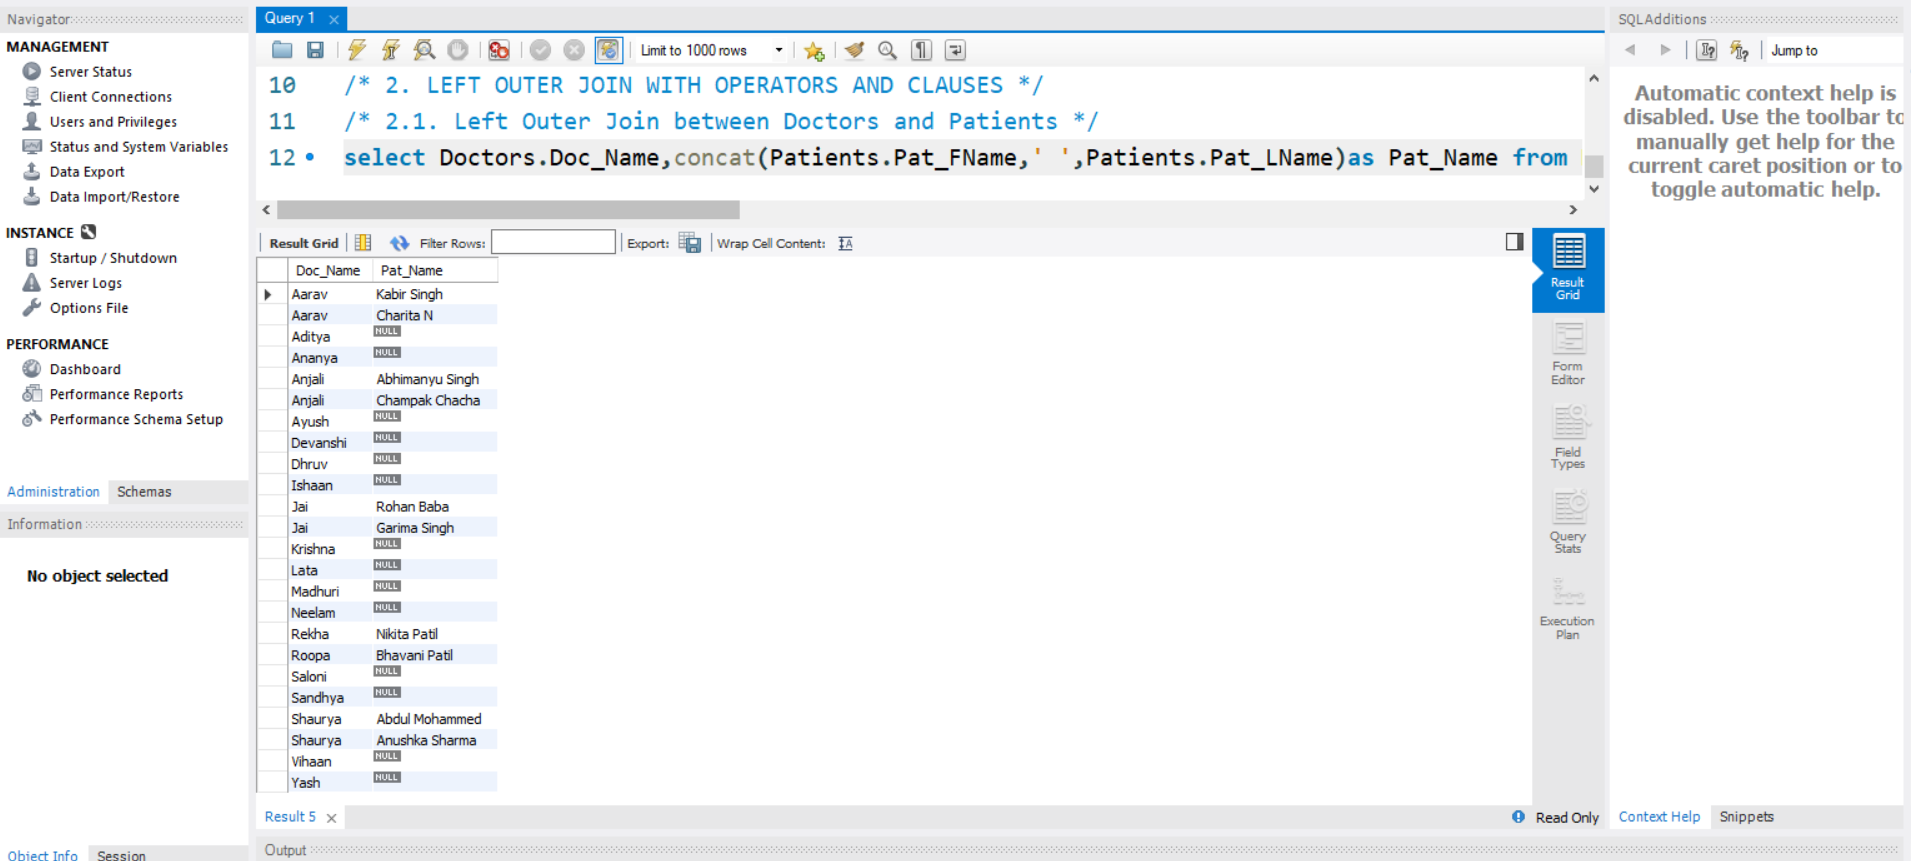 Navigator
MANAGEMENT
Server Status
Client Connections
Users and Privileges
Status and System Variables
Data Export
Data Import/Restore
INSTANCE
Startup / Shutdown
Server Logs
Options File
PERFORMANCE
Dashboard
Performance Reports
Performance Schema Setup
Administration Schemas
Information
No object selected
Object Info Session
Query 1
Limit to 1000 rows
10 /* 2. LEFT OUTER JOIN WITH OPERATORS AND CLAUSES */
11 /* 2.1. Left Outer Join between Doctors and Patients */
12 select Doctors.Doc_Name,concat(Patients.Pat_FName,' ',Patients.Pat_LName)as Pat_Name from
Result Grid Filter Rows: Export: Wrap Cell Content:
Doc_Name Pat_Name
Aarav Kabir Singh
Aarav Charita N
Aditya NULL
Ananya NULL
Anjali Abhimanyu Singh
Anjali Champak Chacha
Ayush NULL
Devanshi NULL
Dhruv NULL
Ishaan NULL
Jai Rohan Baba
Jai Garima Singh
Krishna NULL
Lata NULL
Madhuri NULL
Neelam NULL
Rekha Nikita Patil
Roopa Bhavani Patil
Saloni NULL
Sandhya NULL
Shaurya Abdul Mohammed
Shaurya Anushka Sharma
Vihaan NULL
Yash NULL
Result
Grid
Form
Editor
Field
Types
Query
Stats
Execution
Plan
Result 5 Read Only
Output
SQLAdditions
Jump to
Automatic context help is
disabled. Use the toolbar to
manually get help for the
current caret position or to
toggle automatic help.
Context Help Snippets